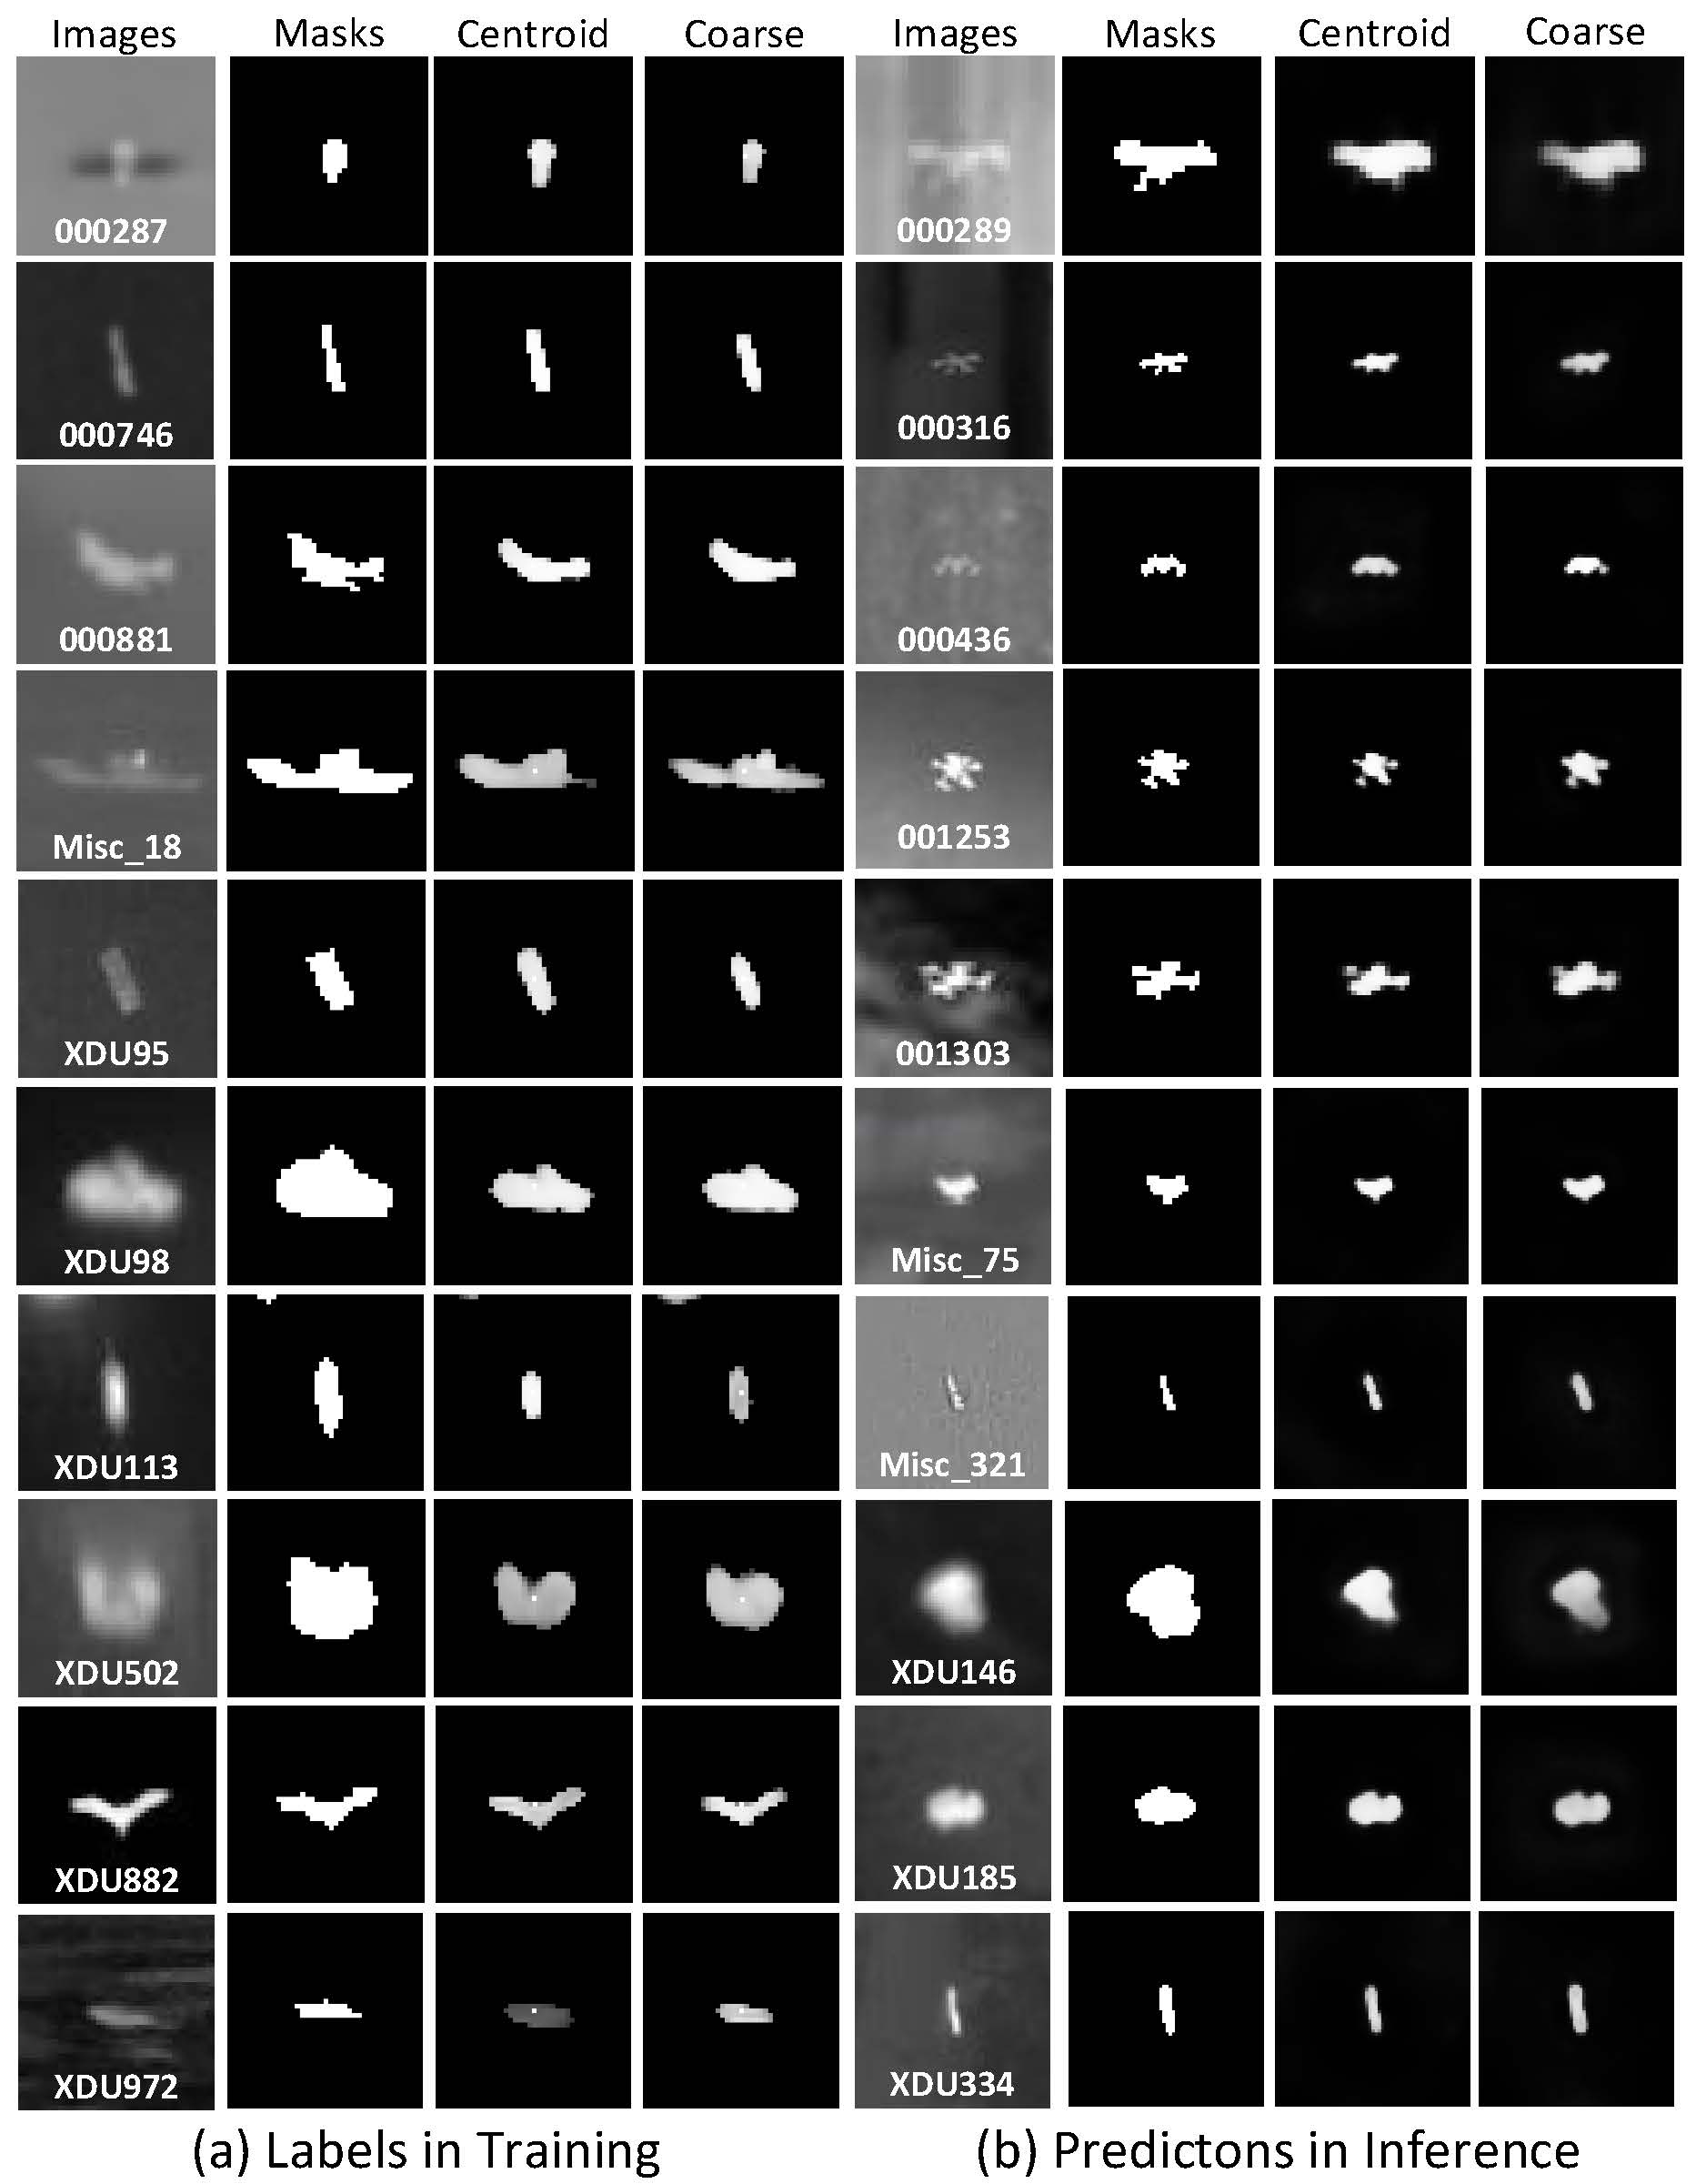 Images Masks Centroid Coarse Images Masks Centroid Coarse
000287 000289
000746 000316
000881 000436
Misc_18 001253
XDU95 001303
XDU98 Misc_75
XDU113 Misc_321
XDU502 XDU146
XDU882 XDU185
XDU972 XDU334
(a) Labels in Training (b) Predictons in Inference